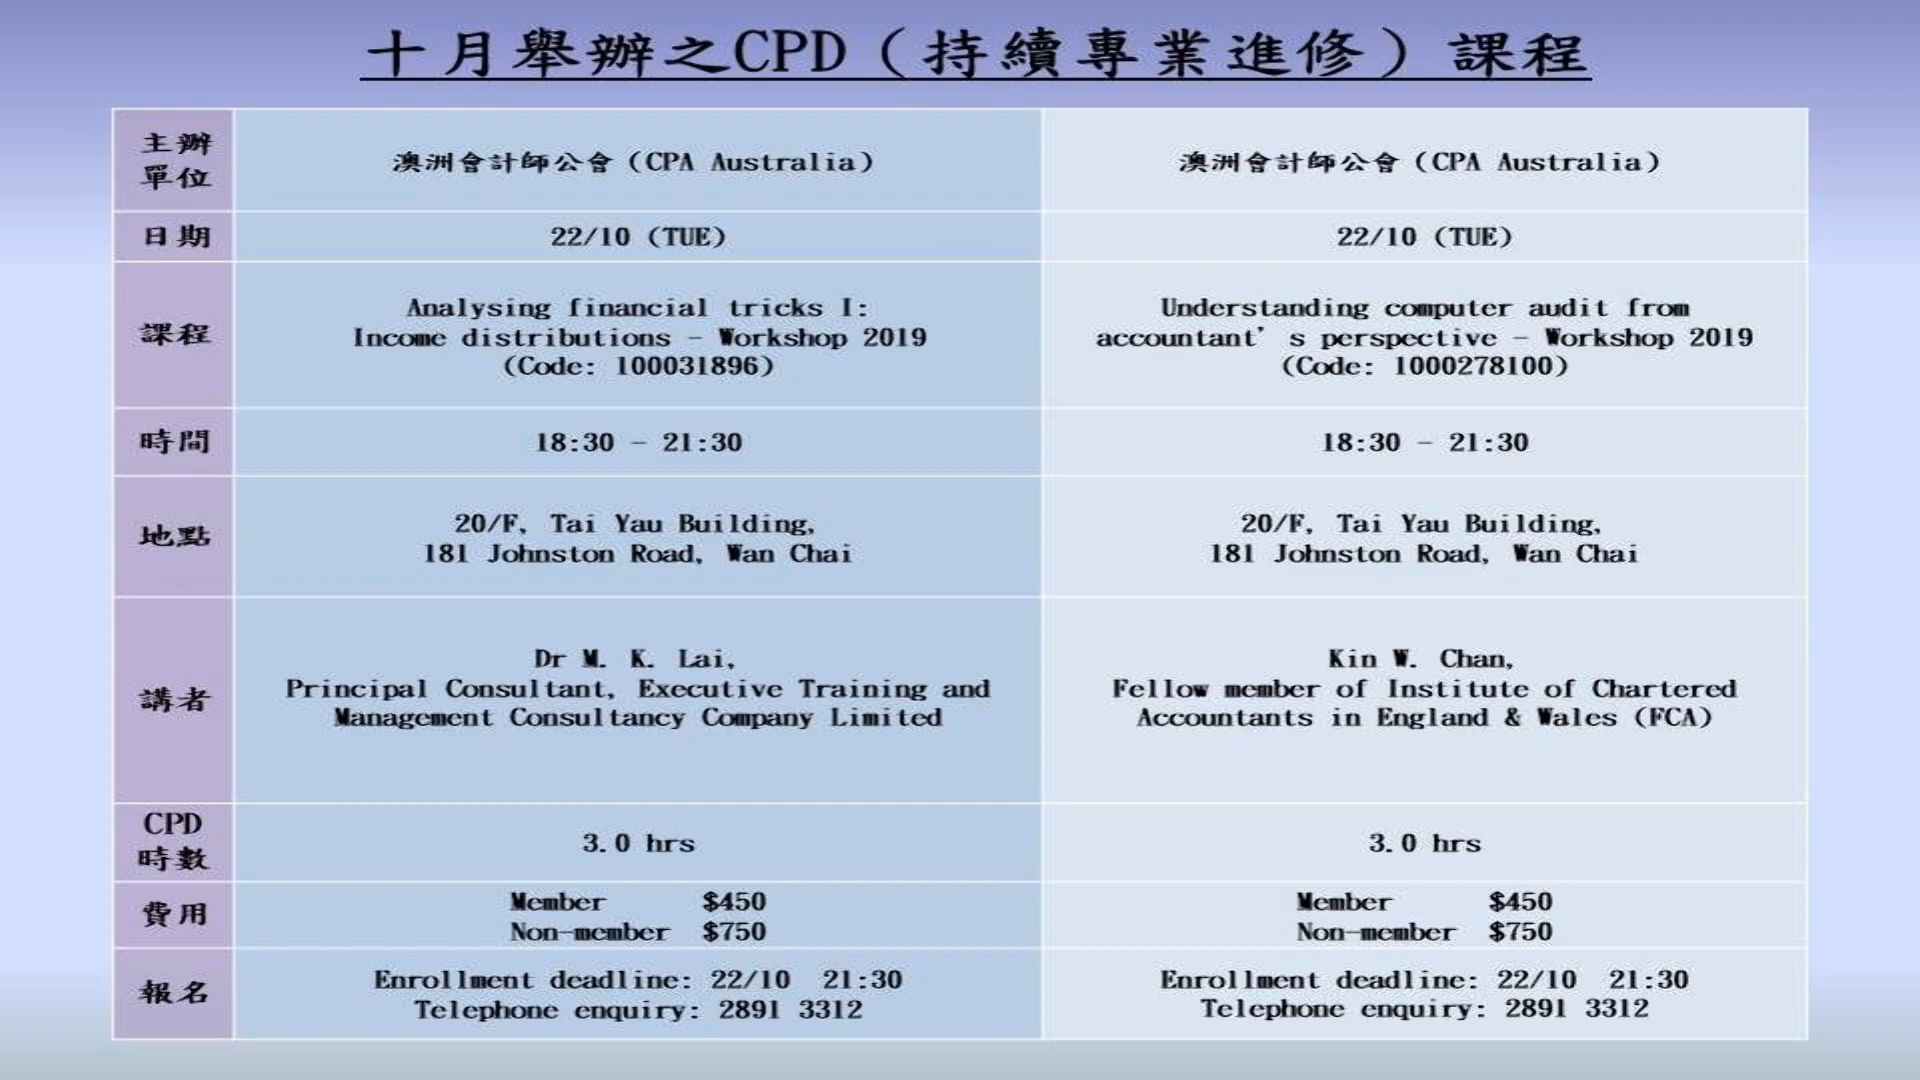 十月舉辦之CPD（持續專業進修）課程
主辦
單位
澳洲會計師公會（CPA Australia）
澳洲會計師公會（CPA Australia）
日期
22/10 (TUE)
22/10 (TUE)
課程
Analysing financial tricks I:
Income distributions – Workshop 2019
(Code: 100031896)
Understanding computer audit from
accountant’s perspective – Workshop 2019
(Code: 1000278100)
時間
18:30 – 21:30
18:30 – 21:30
地點
20/F, Tai Yau Building,
181 Johnston Road, Wan Chai
20/F, Tai Yau Building,
181 Johnston Road, Wan Chai
講者
Dr M. K. Lai,
Principal Consultant, Executive Training and
Management Consultancy Company Limited
Kin W. Chan,
Fellow member of Institute of Chartered
Accountants in England & Wales (FCA)
CPD
時數
3.0 hrs
3.0 hrs
費用
Member $450
Non-member $750
Member $450
Non-member $750
報名
Enrollment deadline: 22/10 21:30
Telephone enquiry: 2891 3312
Enrollment deadline: 22/10 21:30
Telephone enquiry: 2891 3312